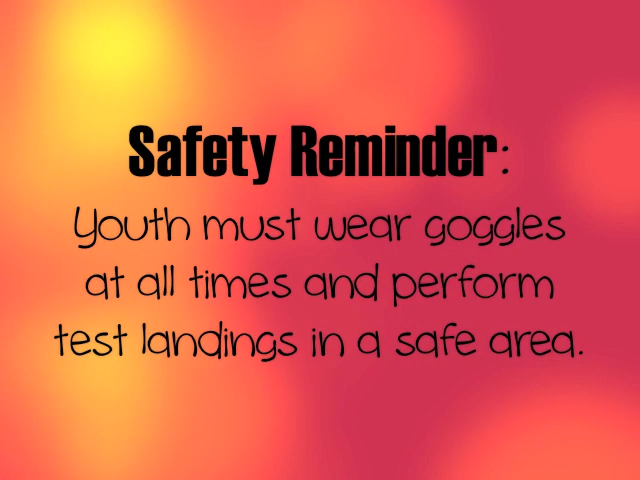 Safety Reminder:
Youth must wear goggles
at all times and perform
test landings in a safe area.